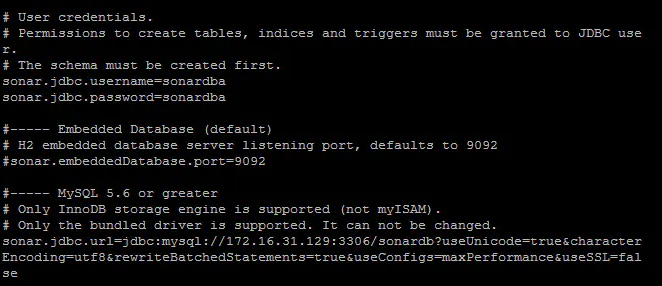 # User credentials.
# Permissions to create tables, indices and triggers must be granted to JDBC use
r.
# The schema must be created first.
sonar.jdbc.username=sonardba
sonar.jdbc.password=sonardba
#----- Embedded Database (default)
# H2 embedded database server listening port, defaults to 9092
#sonar.embeddedDatabase.port=9092
#----- MySQL 5.6 or greater
# Only InnoDB storage engine is supported (not myISAM).
# Only the bundled driver is supported. It can not be changed.
sonar.jdbc.url=jdbc:mysql://172.16.31.129:3306/sonardb?useUnicode=true&character
Encoding=utf8&rewriteBatchedStatements=true&useConfigs=maxPerformance&useSSL=fal
se